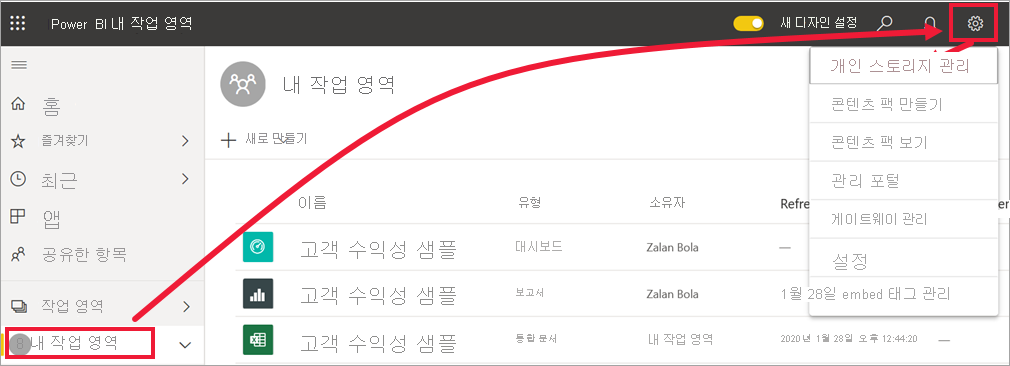 Power BI 내 작업 영역
새 디자인 설정
홈
즐겨찾기
최근
앱
공유한 항목
작업 영역
8 내 작업 영역
내 작업 영역
새로 만들기
이름 유형 소유자 Refre
고객 수익성 샘플 대시보드 Zalan Bola —
고객 수익성 샘플 보고서 Zalan Bola
고객 수익성 샘플 통합 문서 내 작업 영역 2020년 1월 28일 오후 12:44:20 —
개인 스토리지 관리
콘텐츠 팩 만들기
콘텐츠 팩 보기
관리 포털
게이트웨이 관리
설정
1월 28일 embed 태그 관리